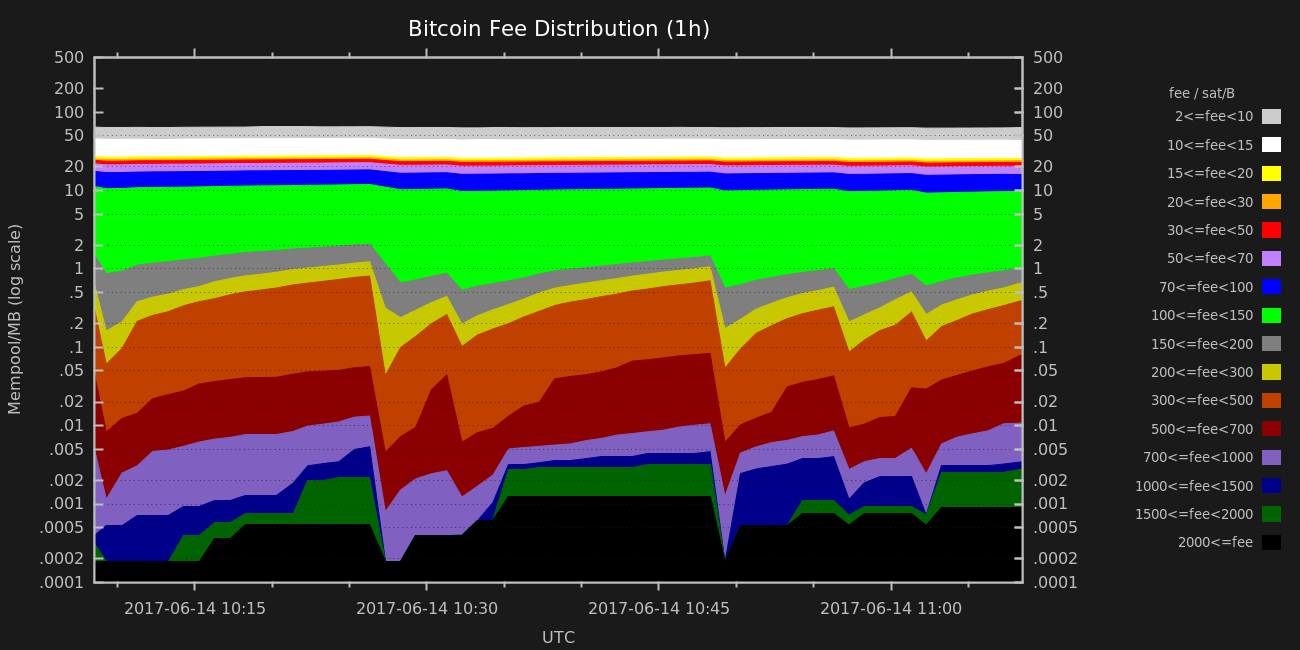 Bitcoin Fee Distribution (1h)
Mempool/MB (log scale)
500
200
100
50
20
10
5
2
1
.5
.2
.1
.05
.02
.01
.005
.002
.001
.0005
.0002
.0001
500
200
100
50
20
10
5
2
1
.5
.2
.1
.05
.02
.01
.005
.002
.001
.0005
.0002
.0001
2017-06-14 10:15
2017-06-14 10:30
2017-06-14 10:45
2017-06-14 11:00
UTC
fee / sat/B
2<=fee<10
10<=fee<15
15<=fee<20
20<=fee<30
30<=fee<50
50<=fee<70
70<=fee<100
100<=fee<150
150<=fee<200
200<=fee<300
300<=fee<500
500<=fee<700
700<=fee<1000
1000<=fee<1500
1500<=fee<2000
2000<=fee